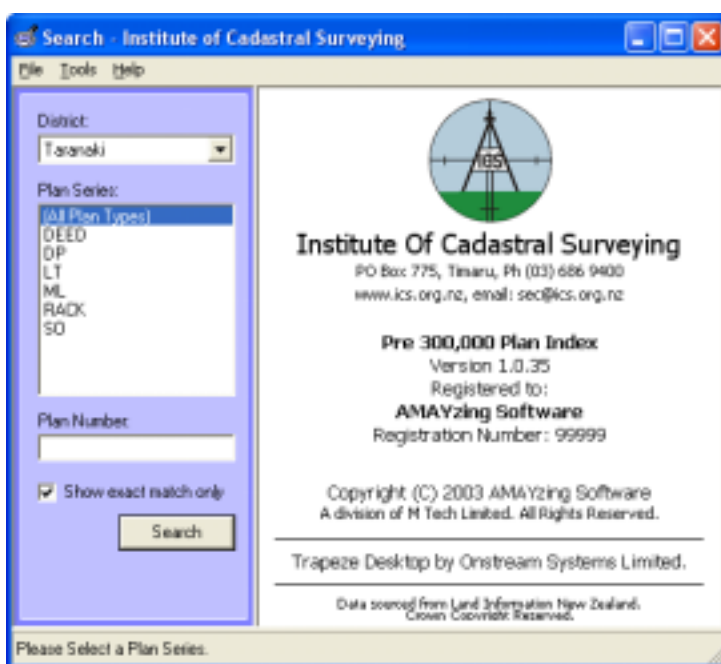 Search - Institute of Cadastral Surveying
File Tools Help
District:
Taranaki
Plan Series:
(All Plan Types)
DEED
DP
LT
ML
RACK
SO
Plan Number:
Show exact match only
Search
ICS
Institute Of Cadastral Surveying
PO Box 775, Timaru, Ph (03) 686 9400
www.ics.org.nz, email: sec@ics.org.nz
Pre 300,000 Plan Index
Version 1.0.35
Registered to:
AMAYzing Software
Registration Number: 99999
Copyright (C) 2003 AMAYzing Software
A division of M Tech Limited. All Rights Reserved.
Trapeze Desktop by Onstream Systems Limited.
Data sourced from Land Information New Zealand.
Crown Copyright Reserved.
Please Select a Plan Series.